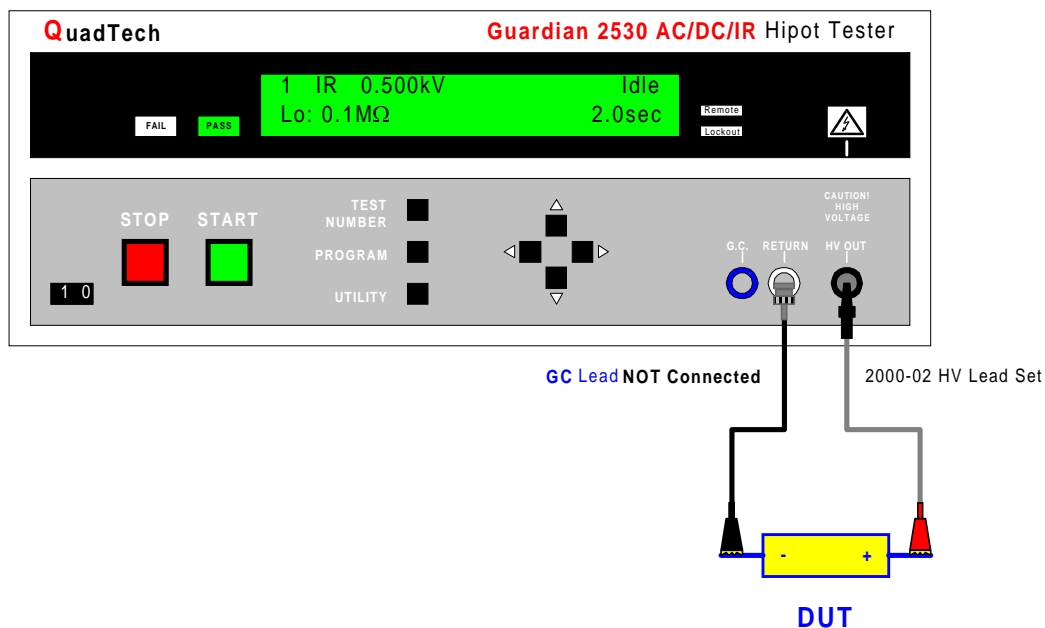 QuadTech Guardian 2530 AC/DC/IR Hipot Tester
1 IR 0.500kV Idle
Lo: 0.1MΩ 2.0sec
FAIL PASS
Remote
Lockout
CAUTION!
HIGH
VOLTAGE
STOP START
TEST
NUMBER
PROGRAM
UTILITY
G.C. RETURN HV OUT
1 0
GC Lead NOT Connected
2000-02 HV Lead Set
- +
DUT